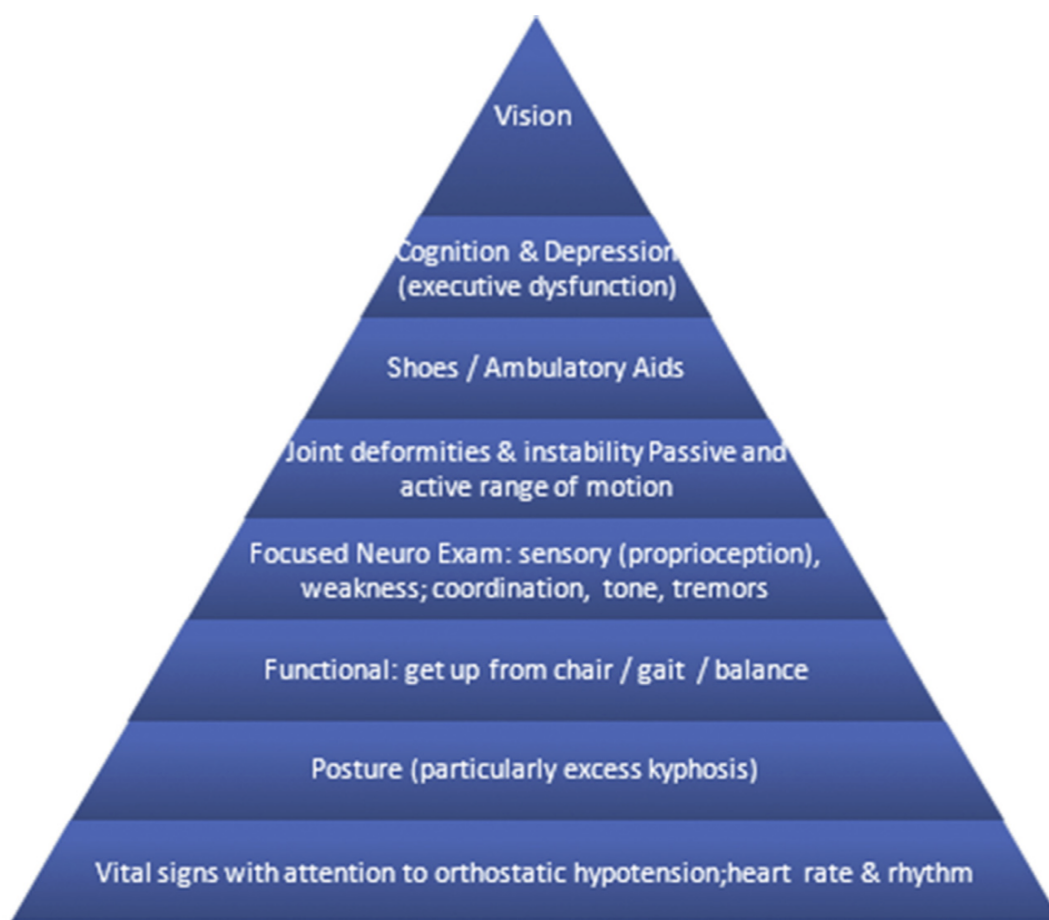 Vision
Cognition & Depression
(executive dysfunction)
Shoes / Ambulatory Aids
Joint deformities & instability Passive and
active range of motion
Focused Neuro Exam: sensory (proprioception),
weakness; coordination, tone, tremors
Functional: get up from chair / gait / balance
Posture (particularly excess kyphosis)
Vital signs with attention to orthostatic hypotension;heart rate & rhythm